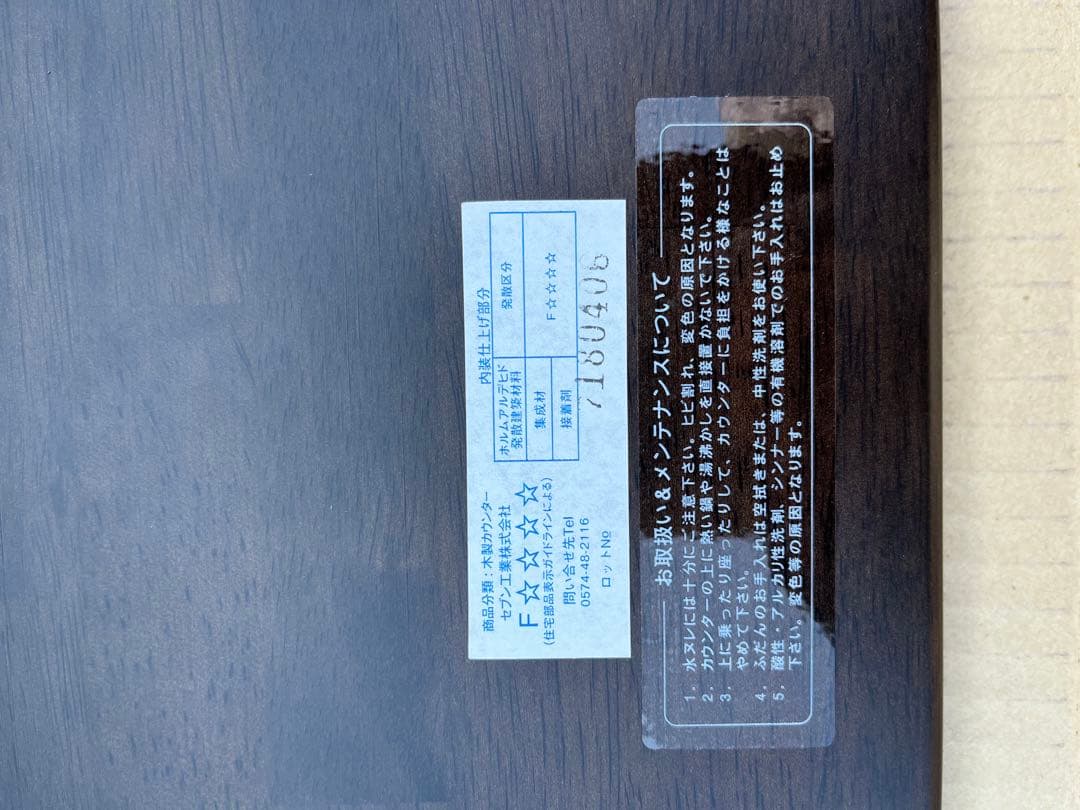 商品分類：木製カウンター
セブン工業株式会社
F☆☆☆☆
(住宅部品表示ガイドラインによる)
問い合せ先Tel
0574-48-2116
ロットNo
内装仕上げ部分
ホルムアルデヒド発散建築材料 発散区分
集成材 F☆☆☆☆
接着剤
180406
お取扱い&メンテナンスについて
1. 水ヌレには十分にご注意下さい。ヒビ割れ、変色の原因となります。
2. カウンターの上に熱い鍋や湯沸かしを直接置かないで下さい。
3. 上に乗ったり座ったりして、カウンターに負担をかける様なことは
やめて下さい。
4. ふだんのお手入れは空拭きまたは、中性洗剤をお使い下さい。
5. 酸性・アルカリ性洗剤、シンナー等の有機溶剤でのお手入れはお止め
下さい。変色等の原因となります。